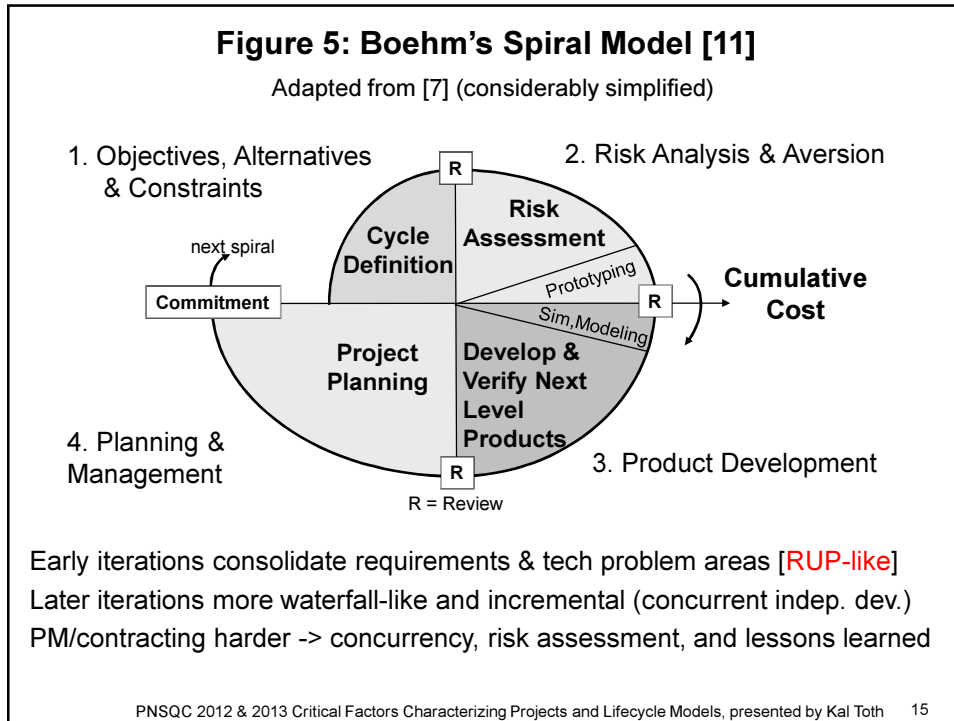 Figure 5: Boehm's Spiral Model [11]
Adapted from [7] (considerably simplified)
1. Objectives, Alternatives
& Constraints
2. Risk Analysis & Aversion
R
Risk
Assessment
Cycle
Definition
next spiral
Prototyping
Commitment
R
Cumulative
Cost
Sim,Modeling
Project
Planning
Develop &
Verify Next
Level
Products
4. Planning &
Management
3. Product Development
R
R = Review
Early iterations consolidate requirements & tech problem areas [RUP-like]
Later iterations more waterfall-like and incremental (concurrent indep. dev.)
PM/contracting harder -> concurrency, risk assessment, and lessons learned
PNSQC 2012 & 2013 Critical Factors Characterizing Projects and Lifecycle Models, presented by Kal Toth 15